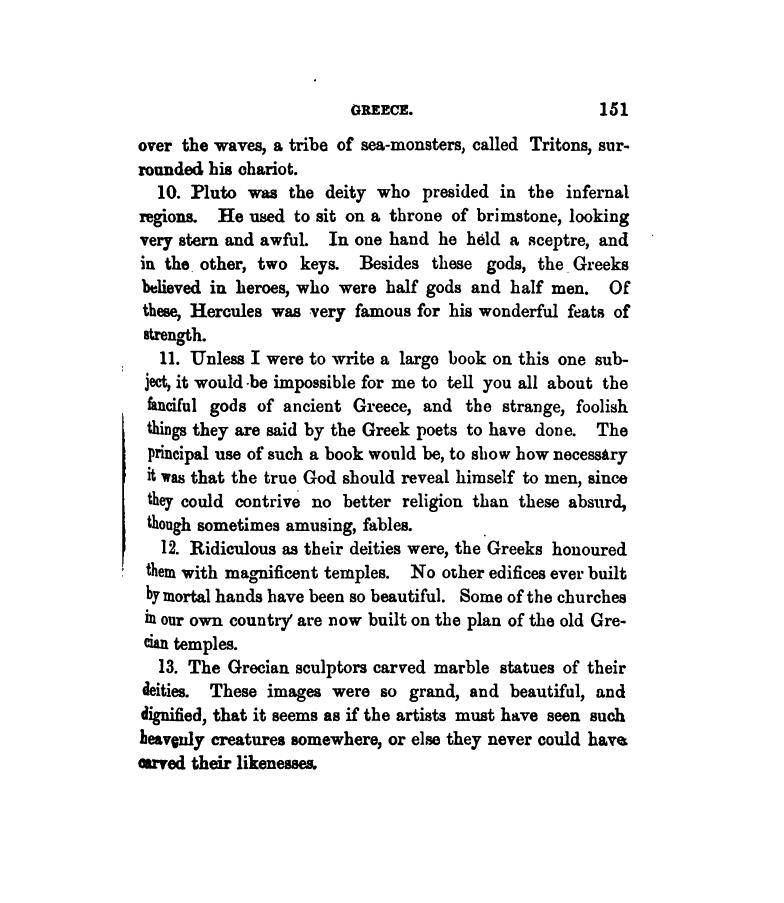 GREECE. 151
over the waves, a tribe of sea-monsters, called Tritons, sur-
rounded his chariot.
10. Pluto was the deity who presided in the infernal
regions. He used to sit on a throne of brimstone, looking
very stern and awful. In one hand he held a sceptre, and
in the other, two keys. Besides these gods, the Greeks
believed in heroes, who were half gods and half men. Of
these, Hercules was very famous for his wonderful feats of
strength.
11. Unless I were to write a large book on this one sub-
ject, it would be impossible for me to tell you all about the
fanciful gods of ancient Greece, and the strange, foolish
things they are said by the Greek poets to have done. The
principal use of such a book would be, to show how necessary
it was that the true God should reveal himself to men, since
they could contrive no better religion than these absurd,
though sometimes amusing, fables.
12. Ridiculous as their deities were, the Greeks honoured
them with magnificent temples. No other edifices ever built
by mortal hands have been so beautiful. Some of the churches
in our own country are now built on the plan of the old Gre-
cian temples.
13. The Grecian sculptors carved marble statues of their
deities. These images were so grand, and beautiful, and
dignified, that it seems as if the artists must have seen such
heavenly creatures somewhere, or else they never could have
carved their likenesses.